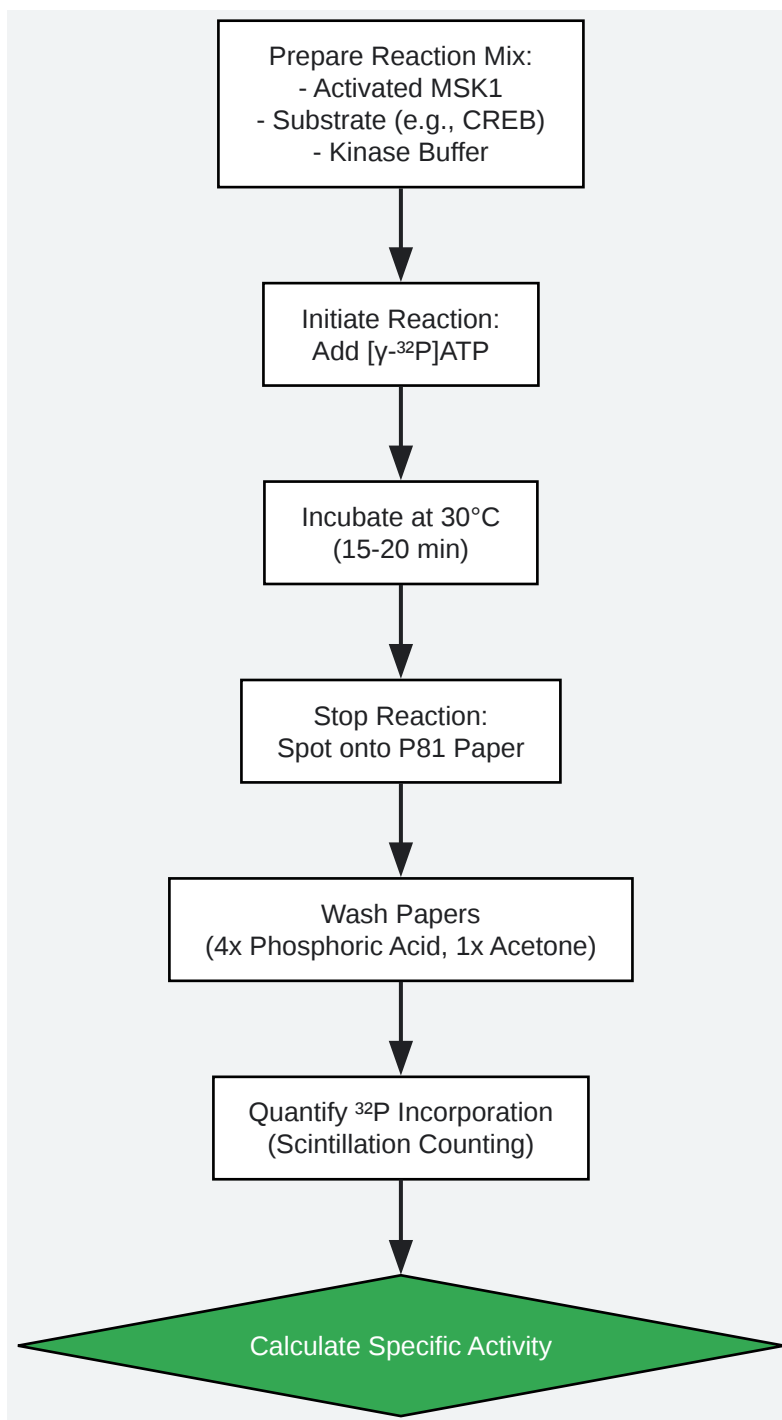 Prepare Reaction Mix:
- Activated MSK1
- Substrate (e.g., CREB)
- Kinase Buffer
Initiate Reaction:
Add [γ-³²P]ATP
Incubate at 30°C
(15-20 min)
Stop Reaction:
Spot onto P81 Paper
Wash Papers
(4x Phosphoric Acid, 1x Acetone)
Quantify ³²P Incorporation
(Scintillation Counting)
Calculate Specific Activity